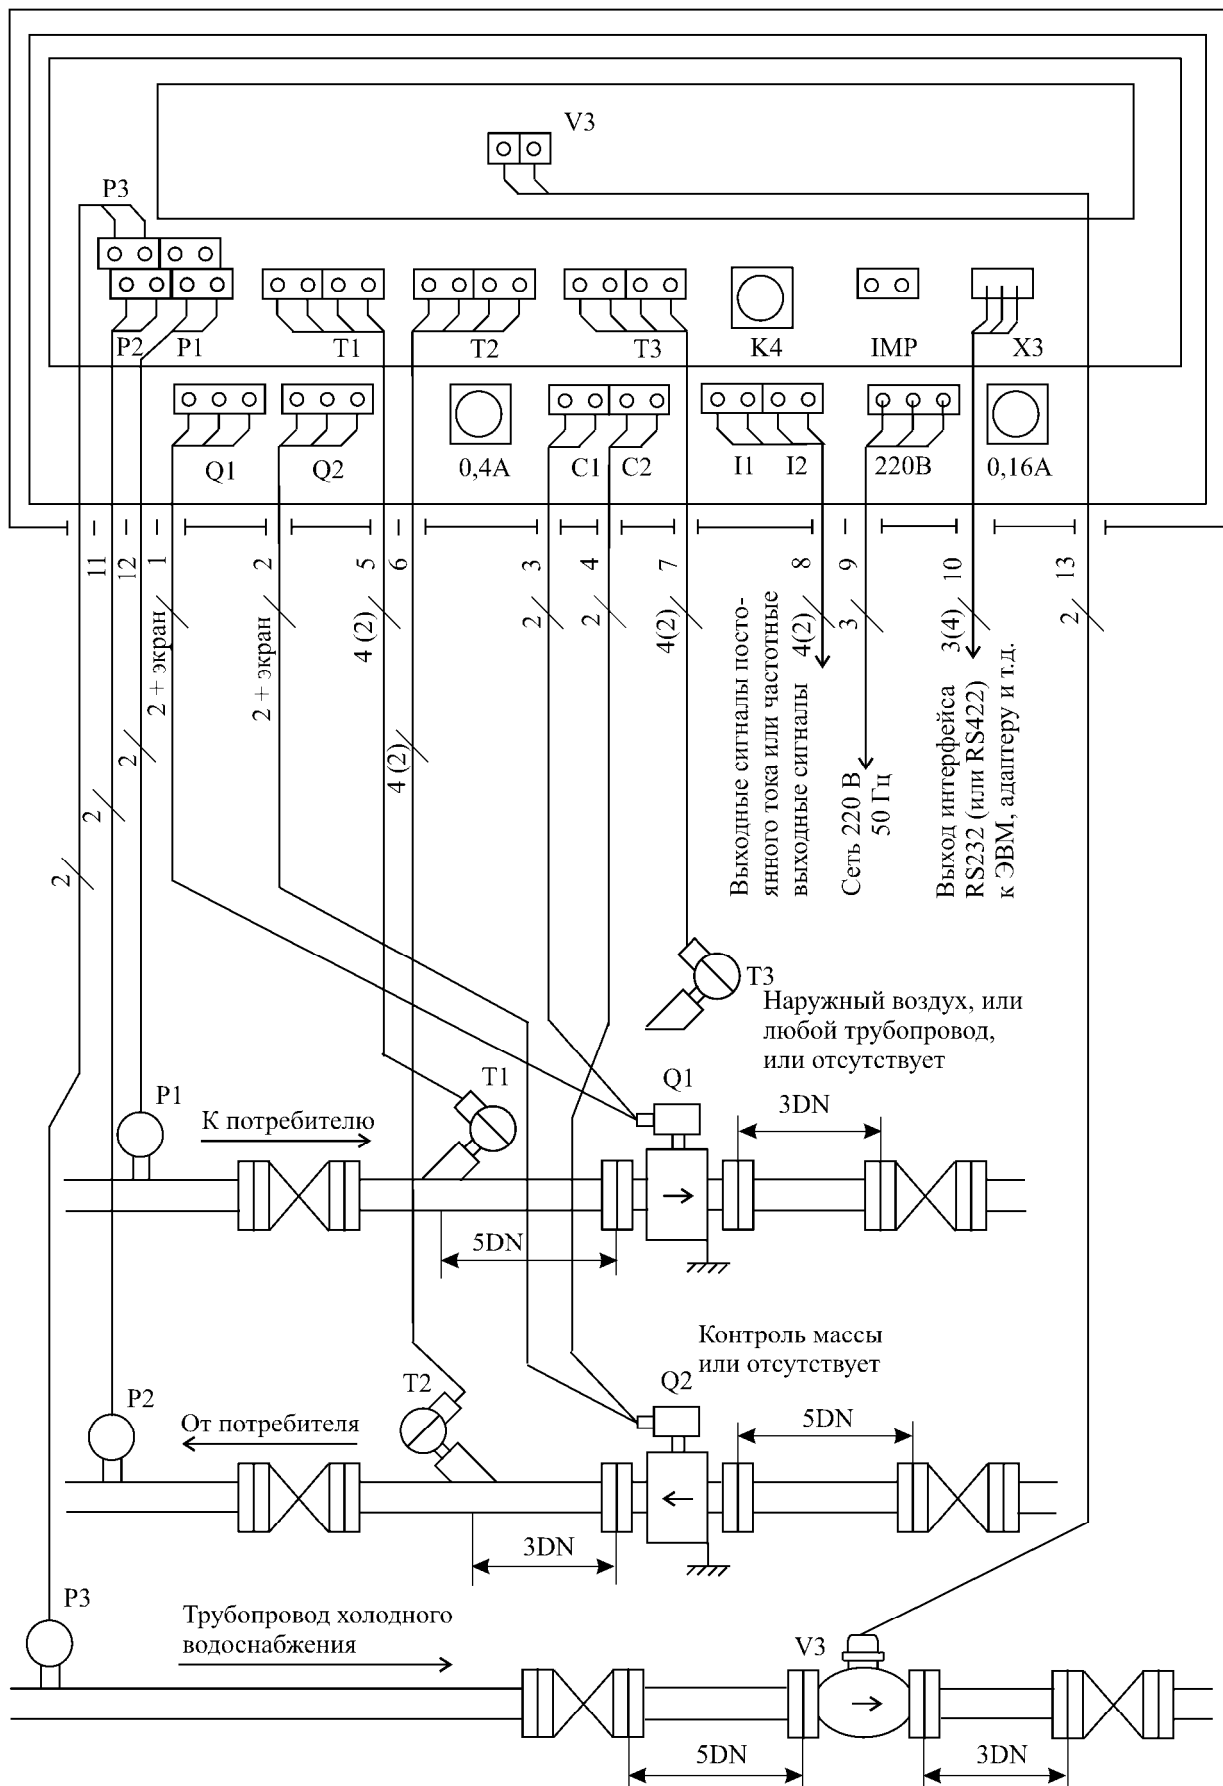 V3
P3
P2
P1
T1
T2
T3
K4
IMP
X3
Q1
Q2
0,4А
C1
C2
I1
I2
220В
0,16А
11
12
1
2
5
6
3
4
7
8
9
10
13
2 + экран
2 + экран
4 (2)
4 (2)
2
2
4(2)
4(2)
3
3(4)
2
2
2
2
Выходные сигналы посто-
янного тока или частотные
выходные сигналы
Сеть 220 В
50 Гц
Выход интерфейса
RS232 (или RS422)
к ЭВМ, адаптеру и т.д.
T3
Наружный воздух, или
любой трубопровод,
или отсутствует
P1
К потребителю
T1
Q1
3DN
5DN
Контроль массы
или отсутствует
P2
От потребителя
T2
Q2
5DN
3DN
P3
Трубопровод холодного
водоснабжения
V3
5DN
3DN